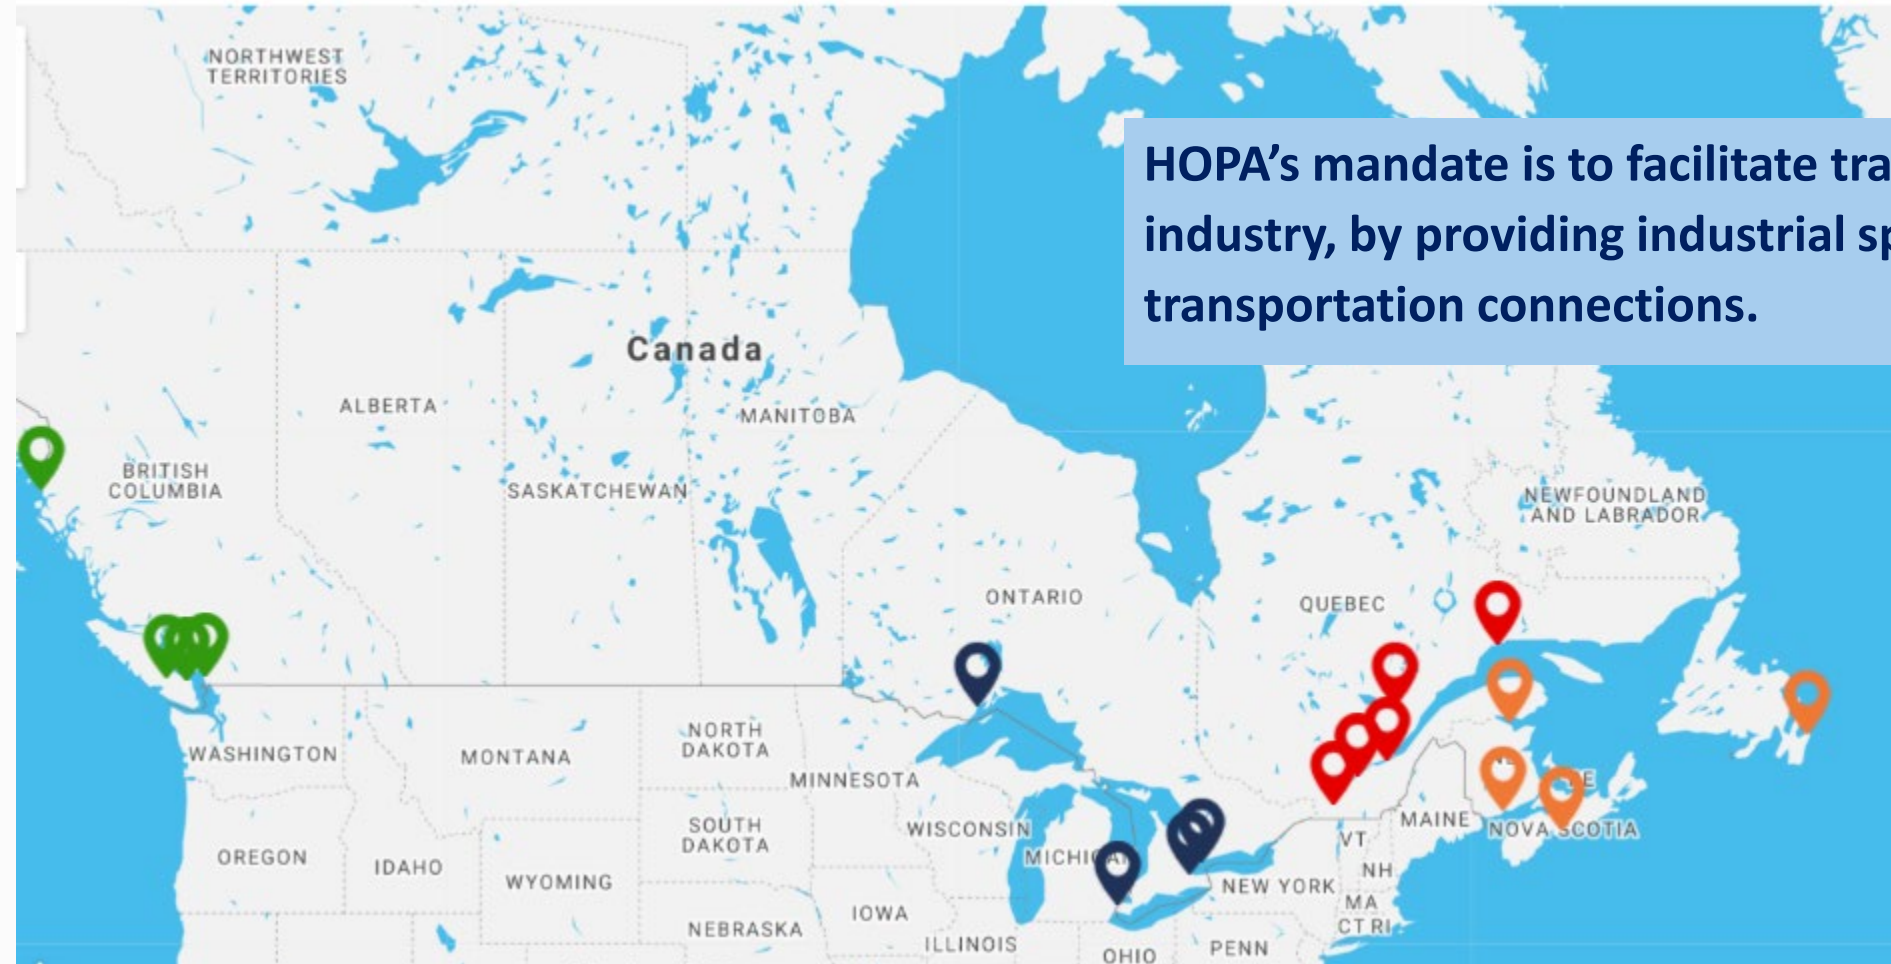 NORTHWEST
TERRITORIES
HOPA's mandate is to facilitate tra
industry, by providing industrial sp
transportation connections.
Canada
ALBERTA
MANITOBA
BRITISH
COLUMBIA
SASKATCHEWAN
NEWFOUNDLAND
AND LABRADOR
ONTARIO
QUEBEC
WASHINGTON
MONTANA
NORTH
DAKOTA
MINNESOTA
OREGON
IDAHO
WYOMING
SOUTH
DAKOTA
WISCONSIN
MAINE
NOVA SCOTIA
VT
NH
NEW YORK
MA
CT RI
NEBRASKA
IOWA
ILLINOIS
OHIO
PENN